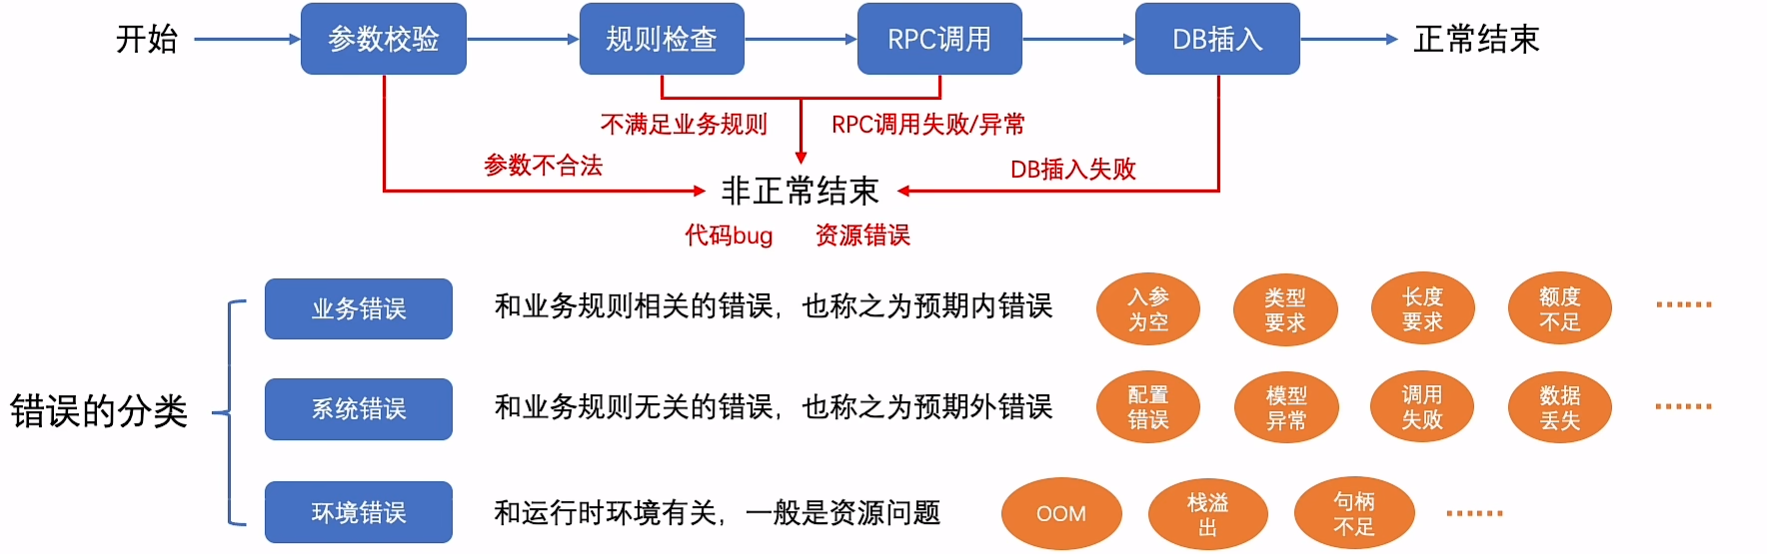 开始
参数校验
规则检查
RPC调用
DB插入
正常结束
不满足业务规则
RPC调用失败/异常
参数不合法
DB插入失败
非正常结束
代码bug
资源错误
错误的分类
业务错误
和业务规则相关的错误，也称之为预期内错误
入参
为空
类型
要求
长度
要求
额度
不足
......
系统错误
和业务规则无关的错误，也称之为预期外错误
配置
错误
模型
异常
调用
失败
数据
丢失
......
环境错误
和运行时环境有关，一般是资源问题
OOM
栈溢
出
句柄
不足
......